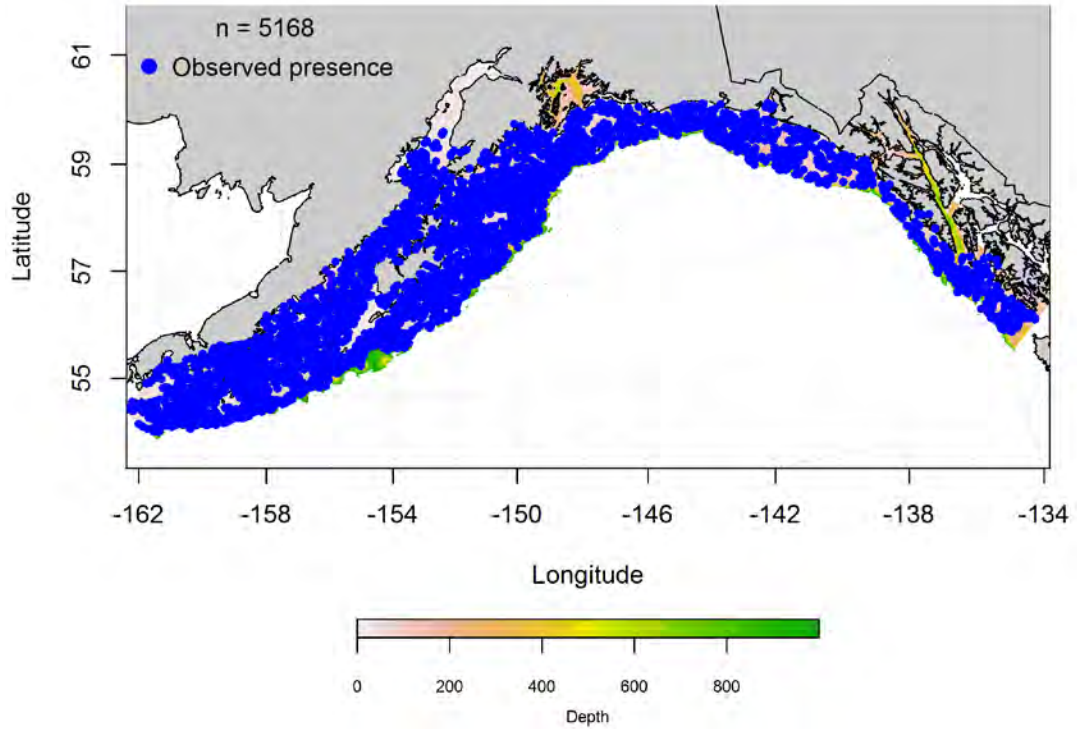 n = 5168
Observed presence
61
59
57
55
Latitude
-162 -158 -154 -150 -146 -142 -138 -134
Longitude
0 200 400 600 800
Depth